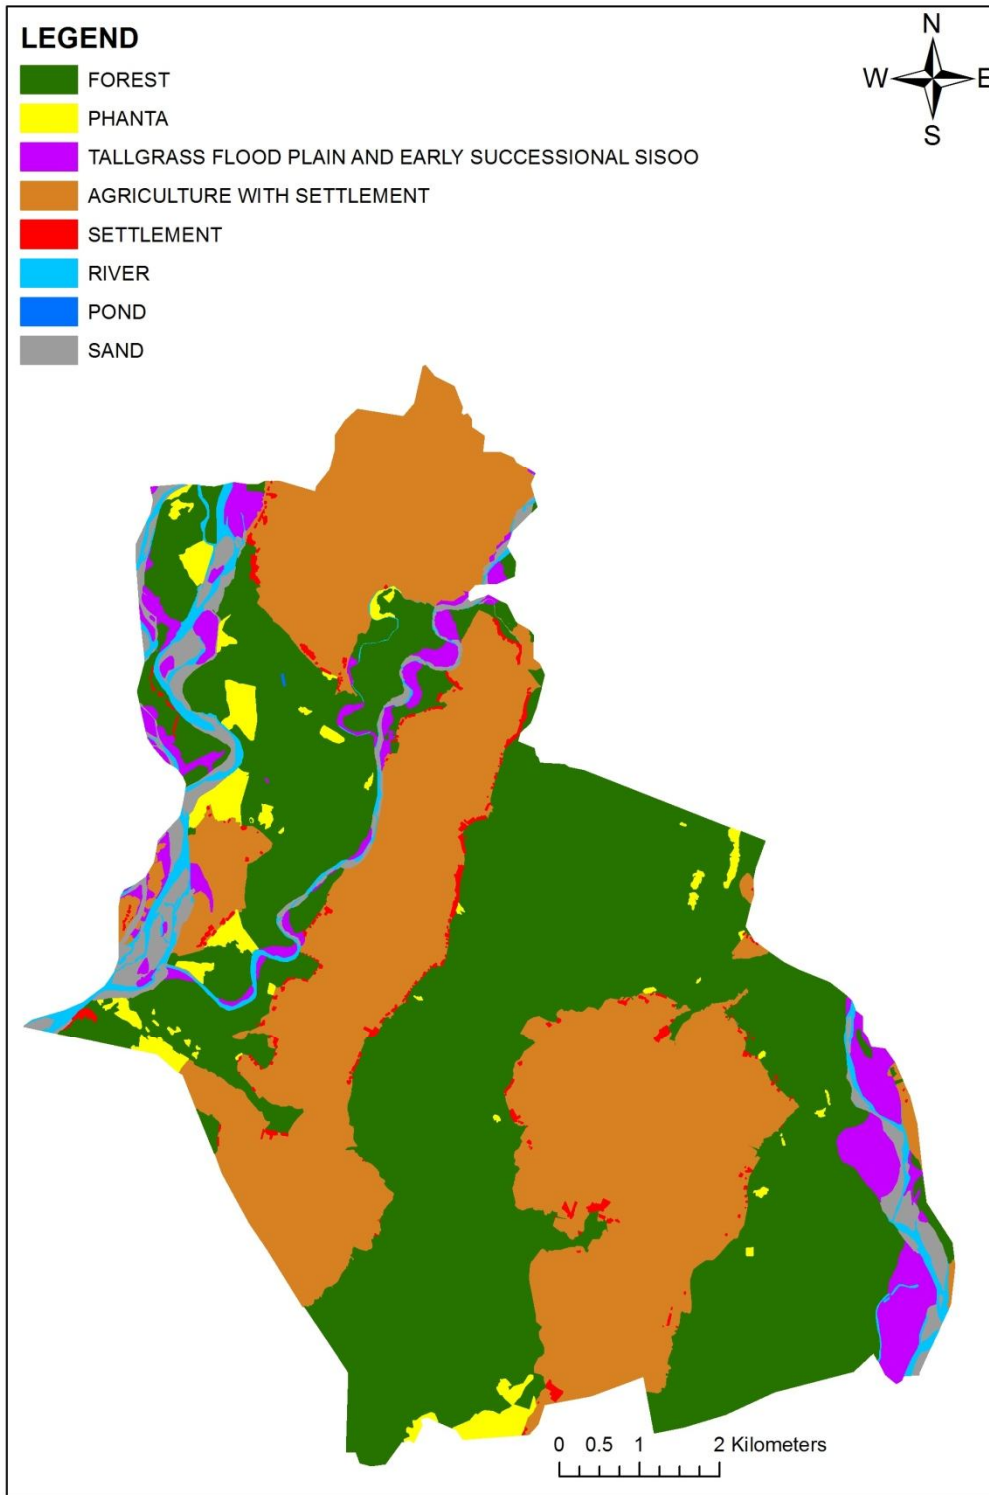 LEGEND
FOREST
PHANTA
TALLGRASS FLOOD PLAIN AND EARLY SUCCESSIONAL SISOO
AGRICULTURE WITH SETTLEMENT
SETTLEMENT
RIVER
POND
SAND
N
W E
S
0 0.5 1 2 Kilometers